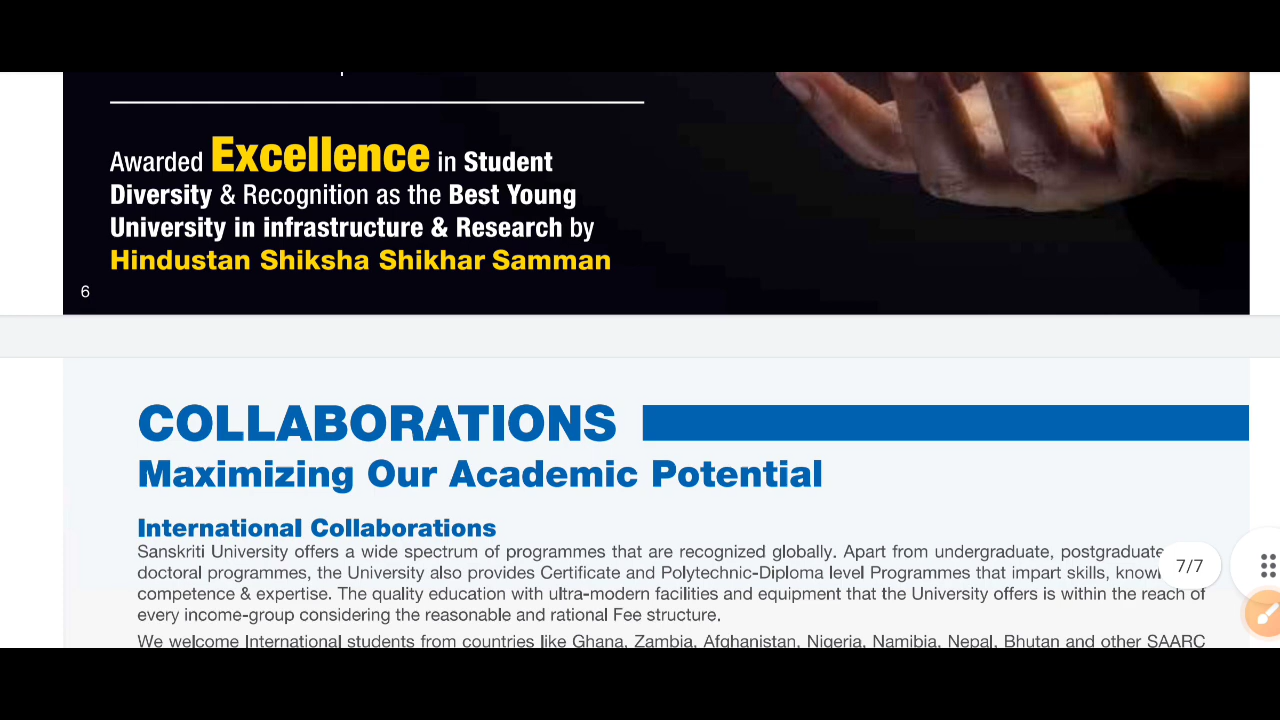 Awarded Excellence in Student
Diversity & Recognition as the Best Young
University in infrastructure & Research by
Hindustan Shiksha Shikhar Samman
6
COLLABORATIONS
Maximizing Our Academic Potential
International Collaborations
Sanskriti University offers a wide spectrum of programmes that are recognized globally. Apart from undergraduate, postgraduate
doctoral programmes, the University also provides Certificate and Polytechnic-Diploma level Programmes that impart skills,
7/7
competence & expertise. The quality education with ultra-modern facilities and equipment that the University offers is within the reach of
every income-group considering the reasonable and rational Fee structure.
We welcome International students from countries like Ghana, Zambia, Afghanistan, Nigeria, Namibia, Nepal, Bhutan and other SAARC